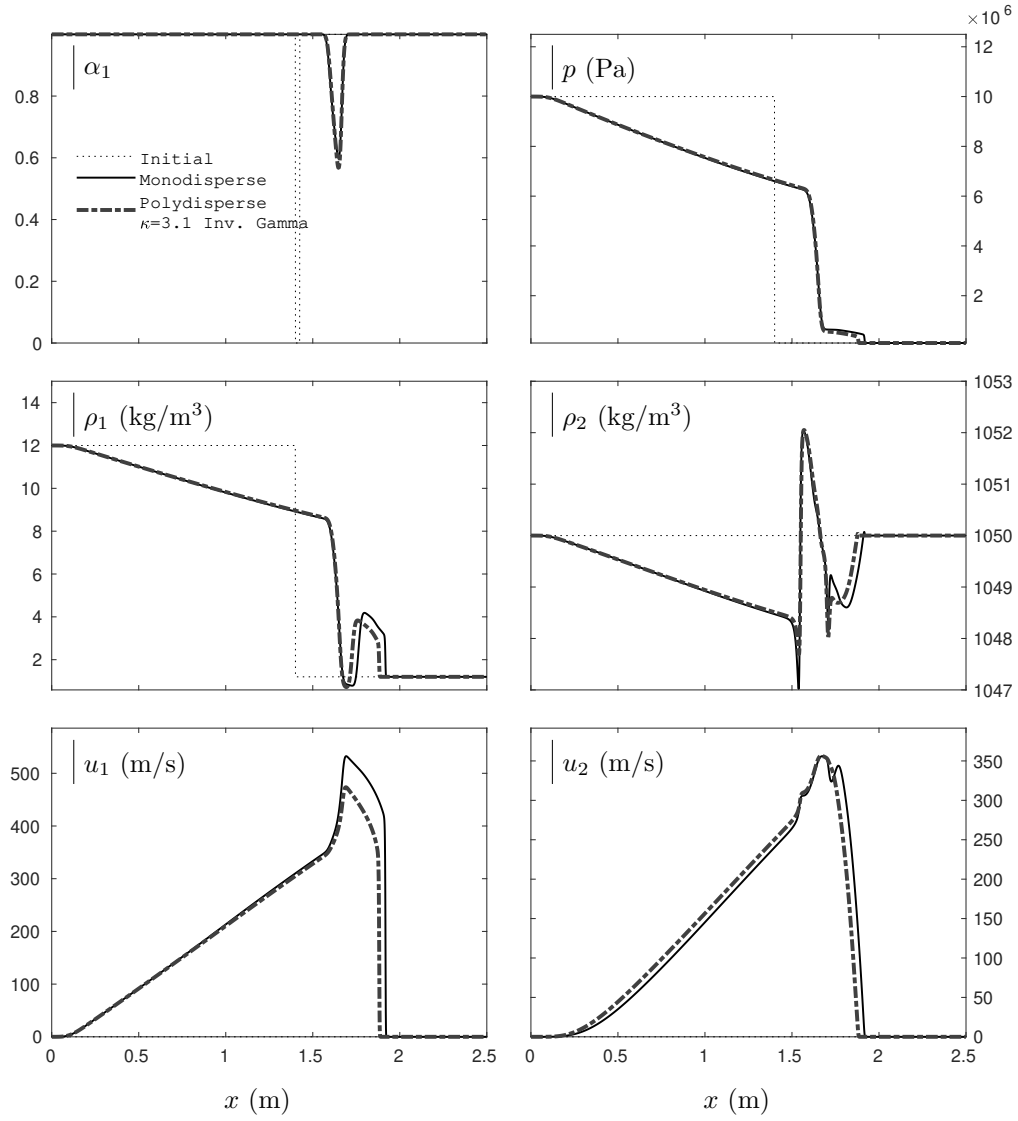 ×10⁶
α₁
p (Pa)
0.8
0.6
0.4
0.2
0
Initial
Monodisperse
Polydisperse
κ=3.1 Inv. Gamma
12
10
8
6
4
2
ρ₁ (kg/m³)
14
12
10
8
6
4
2
ρ₂ (kg/m³)
1053
1052
1051
1050
1049
1048
1047
u₁ (m/s)
500
400
300
200
100
0
u₂ (m/s)
350
300
250
200
150
100
50
0
0 0.5 1 1.5 2 2.5
0 0.5 1 1.5 2 2.5
x (m)
x (m)